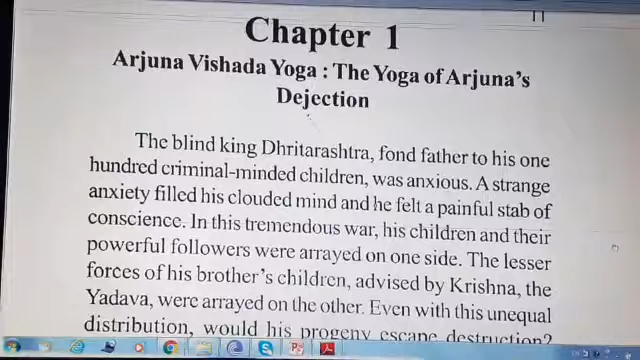 11
Chapter 1
Arjuna Vishada Yoga : The Yoga of Arjuna's
Dejection
The blind king Dhritarashtra, fond father to his one
hundred criminal-minded children, was anxious. A strange
anxiety filled his clouded mind and he felt a painful stab of
conscience. In this tremendous war, his children and their
powerful followers were arrayed on one side. The lesser
forces of his brother's children, advised by Krishna, the
Yadava, were arrayed on the other. Even with this unequal
distribution, would his progeny escape destruction?